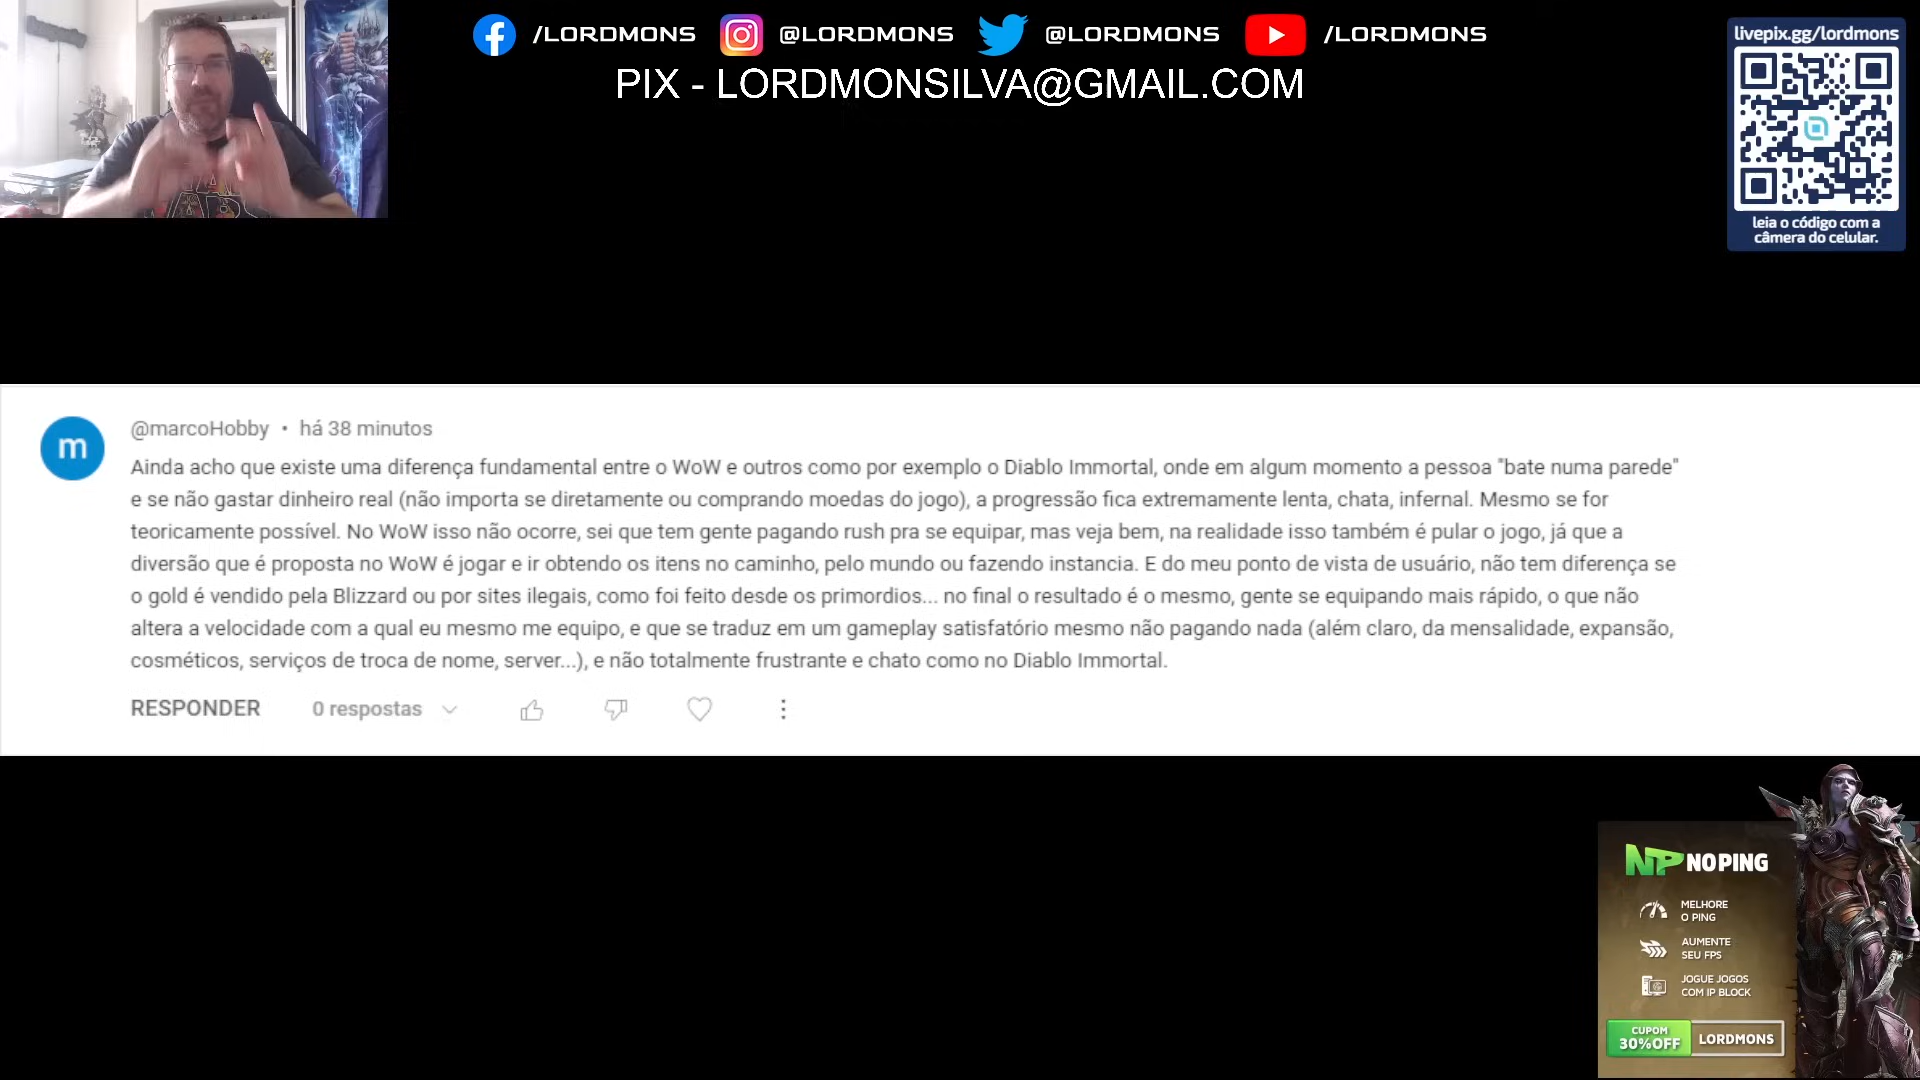 /LORDMONS @LORDMONS @LORDMONS /LORDMONS
PIX - LORDMONSILVA@GMAIL.COM
livepix.gg/lordmons
leia o código com a
câmera do celular.
m
@marcoHobby • há 38 minutos
Ainda acho que existe uma diferença fundamental entre o WoW e outros como por exemplo o Diablo Immortal, onde em algum momento a pessoa "bate numa parede"
e se não gastar dinheiro real (não importa se diretamente ou comprando moedas do jogo), a progressão fica extremamente lenta, chata, infernal. Mesmo se for
teoricamente possível. No WoW isso não ocorre, sei que tem gente pagando rush pra se equipar, mas veja bem, na realidade isso também é pular o jogo, já que a
diversão que é proposta no WoW é jogar e ir obtendo os itens no caminho, pelo mundo ou fazendo instancia. E do meu ponto de vista de usuário, não tem diferença se
o gold é vendido pela Blizzard ou por sites ilegais, como foi feito desde os primordios... no final o resultado é o mesmo, gente se equipando mais rápido, o que não
altera a velocidade com a qual eu mesmo me equipo, e que se traduz em um gameplay satisfatório mesmo não pagando nada (além claro, da mensalidade, expansão,
cosméticos, serviços de troca de nome, server...), e não totalmente frustrante e chato como no Diablo Immortal.
RESPONDER 0 respostas
NP NOPING
MELHORE
O PING
AUMENTE
SEU FPS
JOGUE JOGOS
COM IP BLOCK
CUPOM
30%OFF LORDMONS